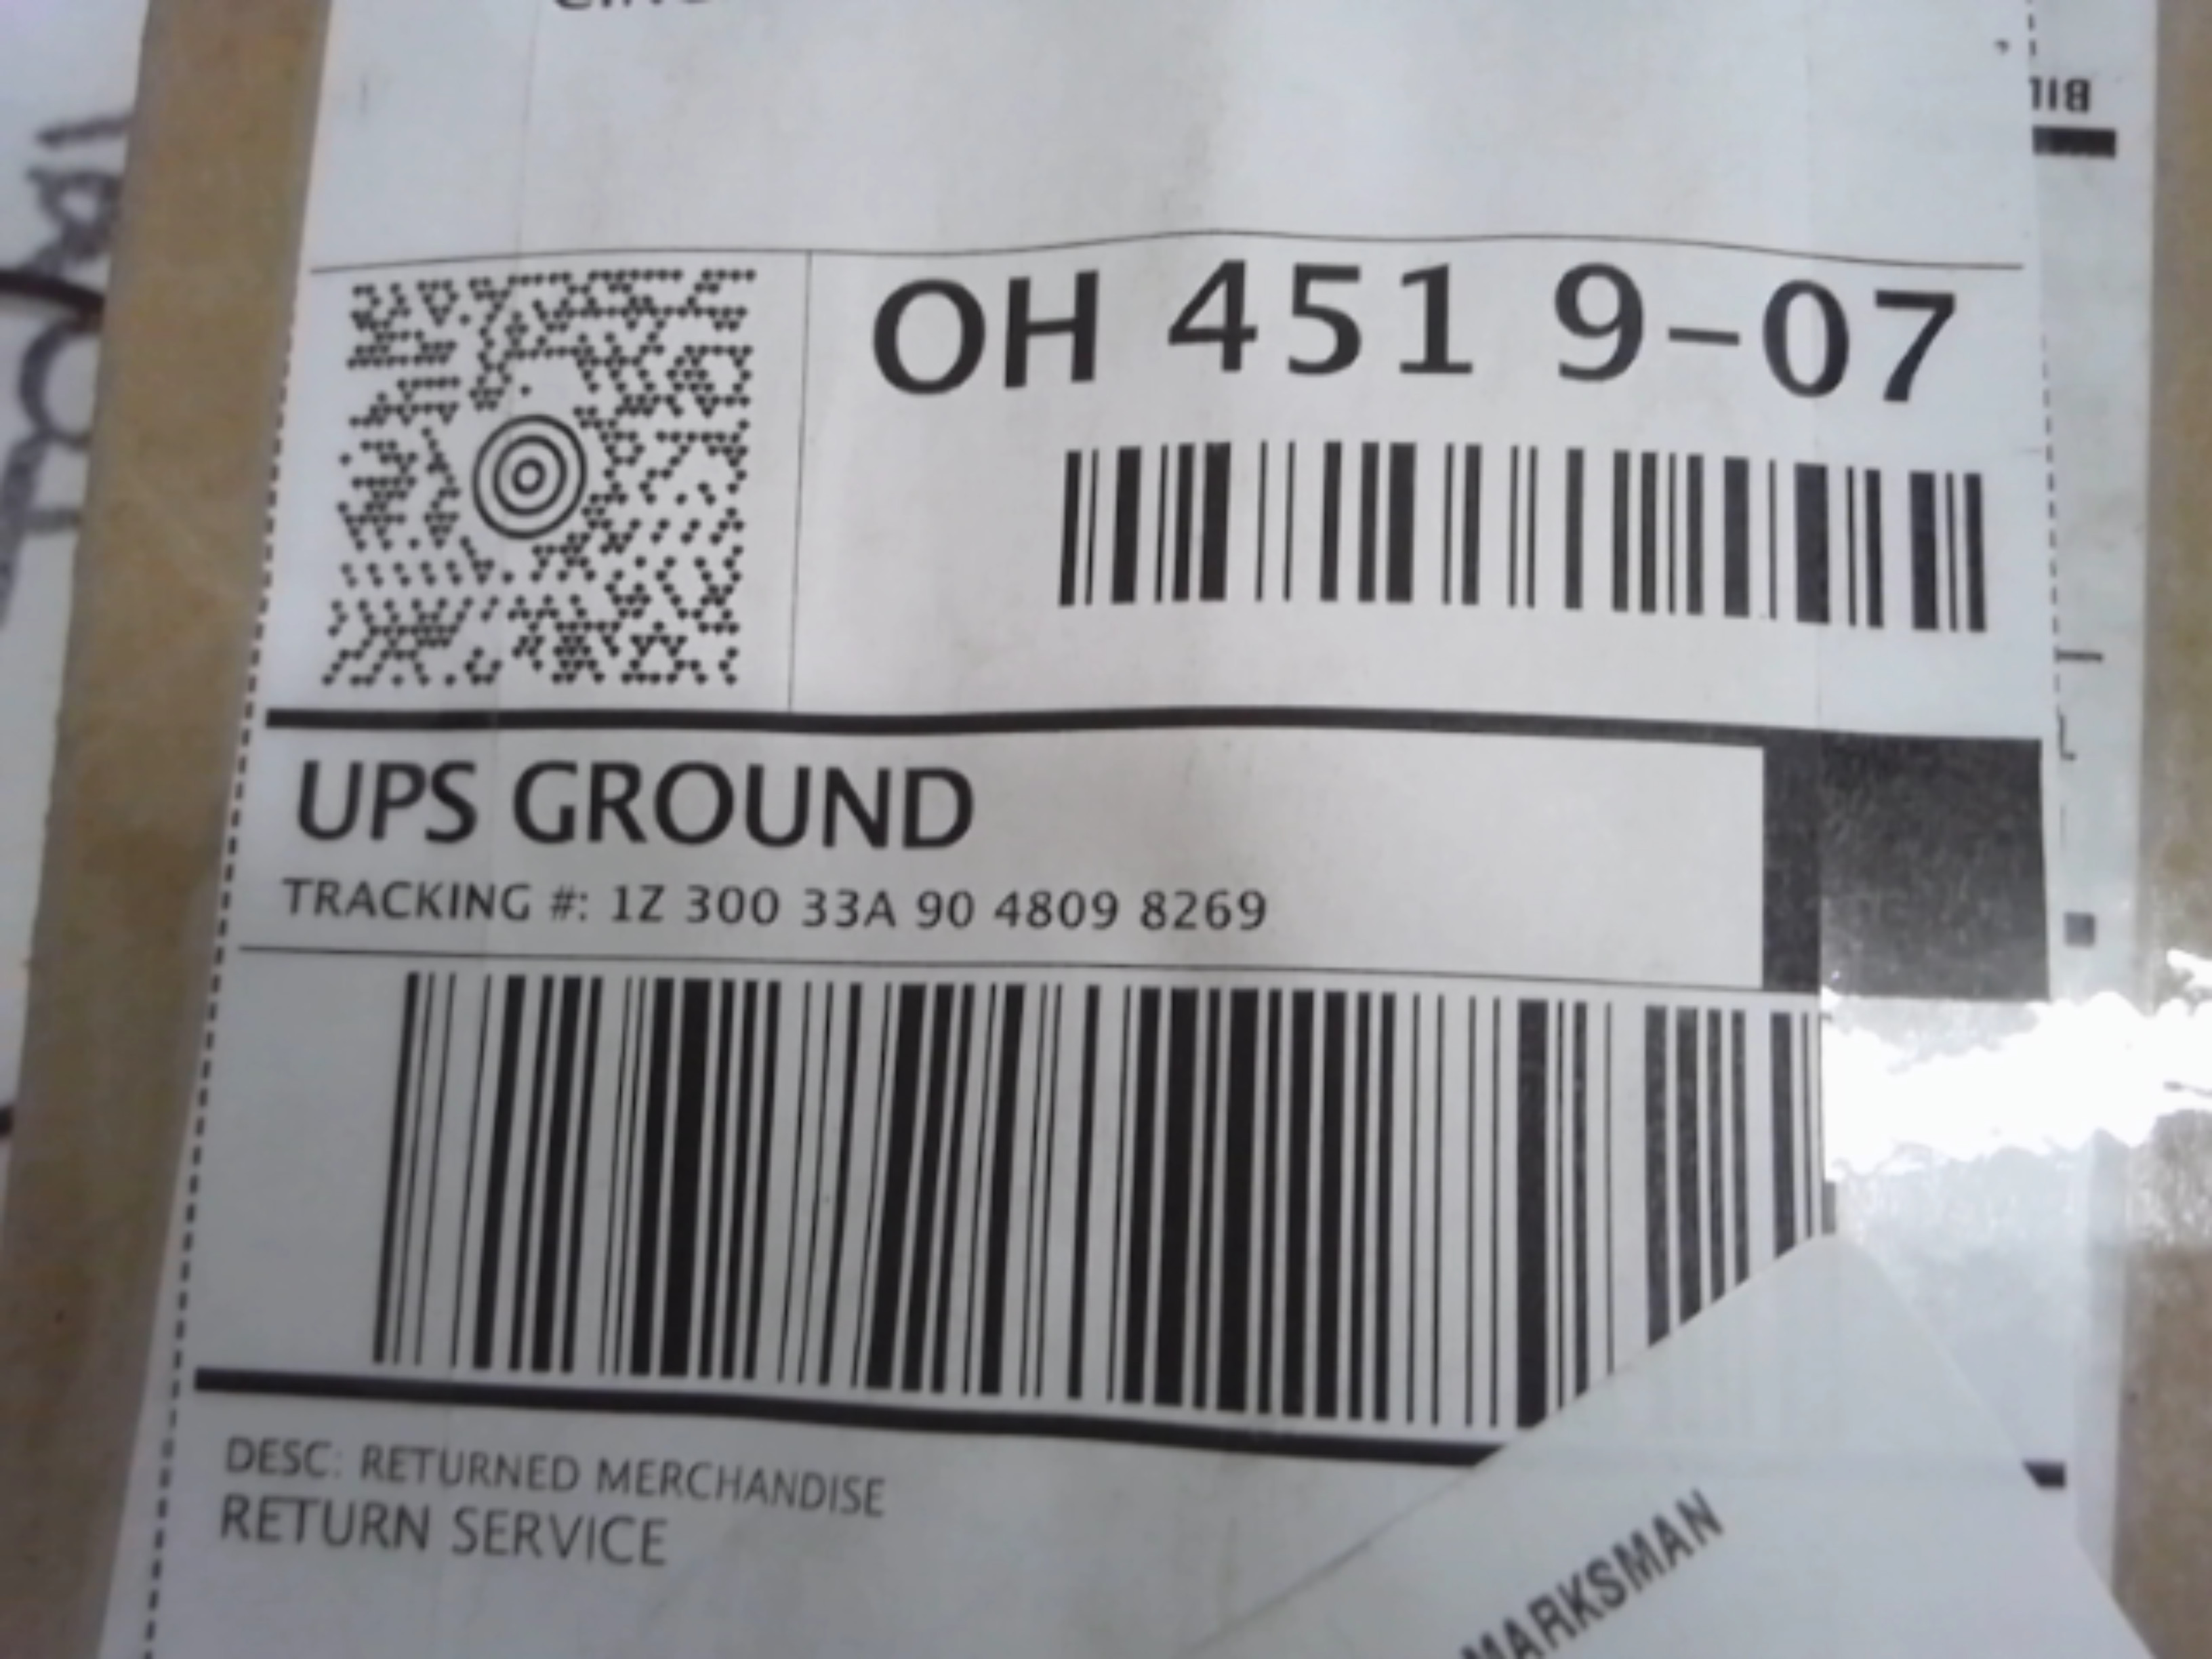 OH 451 9-07
UPS GROUND
TRACKING #: 1Z 300 33A 90 4809 8269
DESC: RETURNED MERCHANDISE
RETURN SERVICE
MARKSMAN